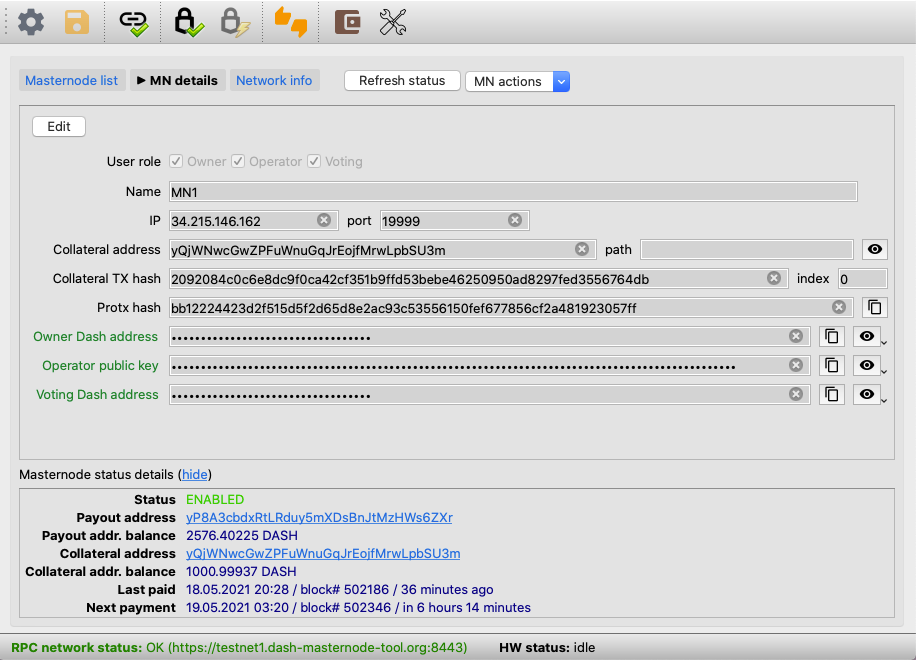 Masternode list ▶ MN details Network info Refresh status MN actions
Edit
User role Owner Operator Voting
Name MN1
IP 34.215.146.162 port 19999
Collateral address yQjWNwcGwZPFuWnuGqJrEojfMrwLpbSU3m path
Collateral TX hash 2092084c0c6e8dc9f0ca42cf351b9ffd53bebe46250950ad8297fed3556764db index 0
Protx hash bb12224423d2f515d5f2d65d8e2ac93c53556150fef677856cf2a481923057ff
Owner Dash address
Operator public key
Voting Dash address
Masternode status details (hide)
Status ENABLED
Payout address yP8A3cbdxRtLRduy5mXDsBnJtMzHWs6ZXr
Payout addr. balance 2576.40225 DASH
Collateral address yQjWNwcGwZPFuWnuGqJrEojfMrwLpbSU3m
Collateral addr. balance 1000.99937 DASH
Last paid 18.05.2021 20:28 / block# 502186 / 36 minutes ago
Next payment 19.05.2021 03:20 / block# 502346 / in 6 hours 14 minutes
RPC network status: OK (https://testnet1.dash-masternode-tool.org:8443) HW status: idle